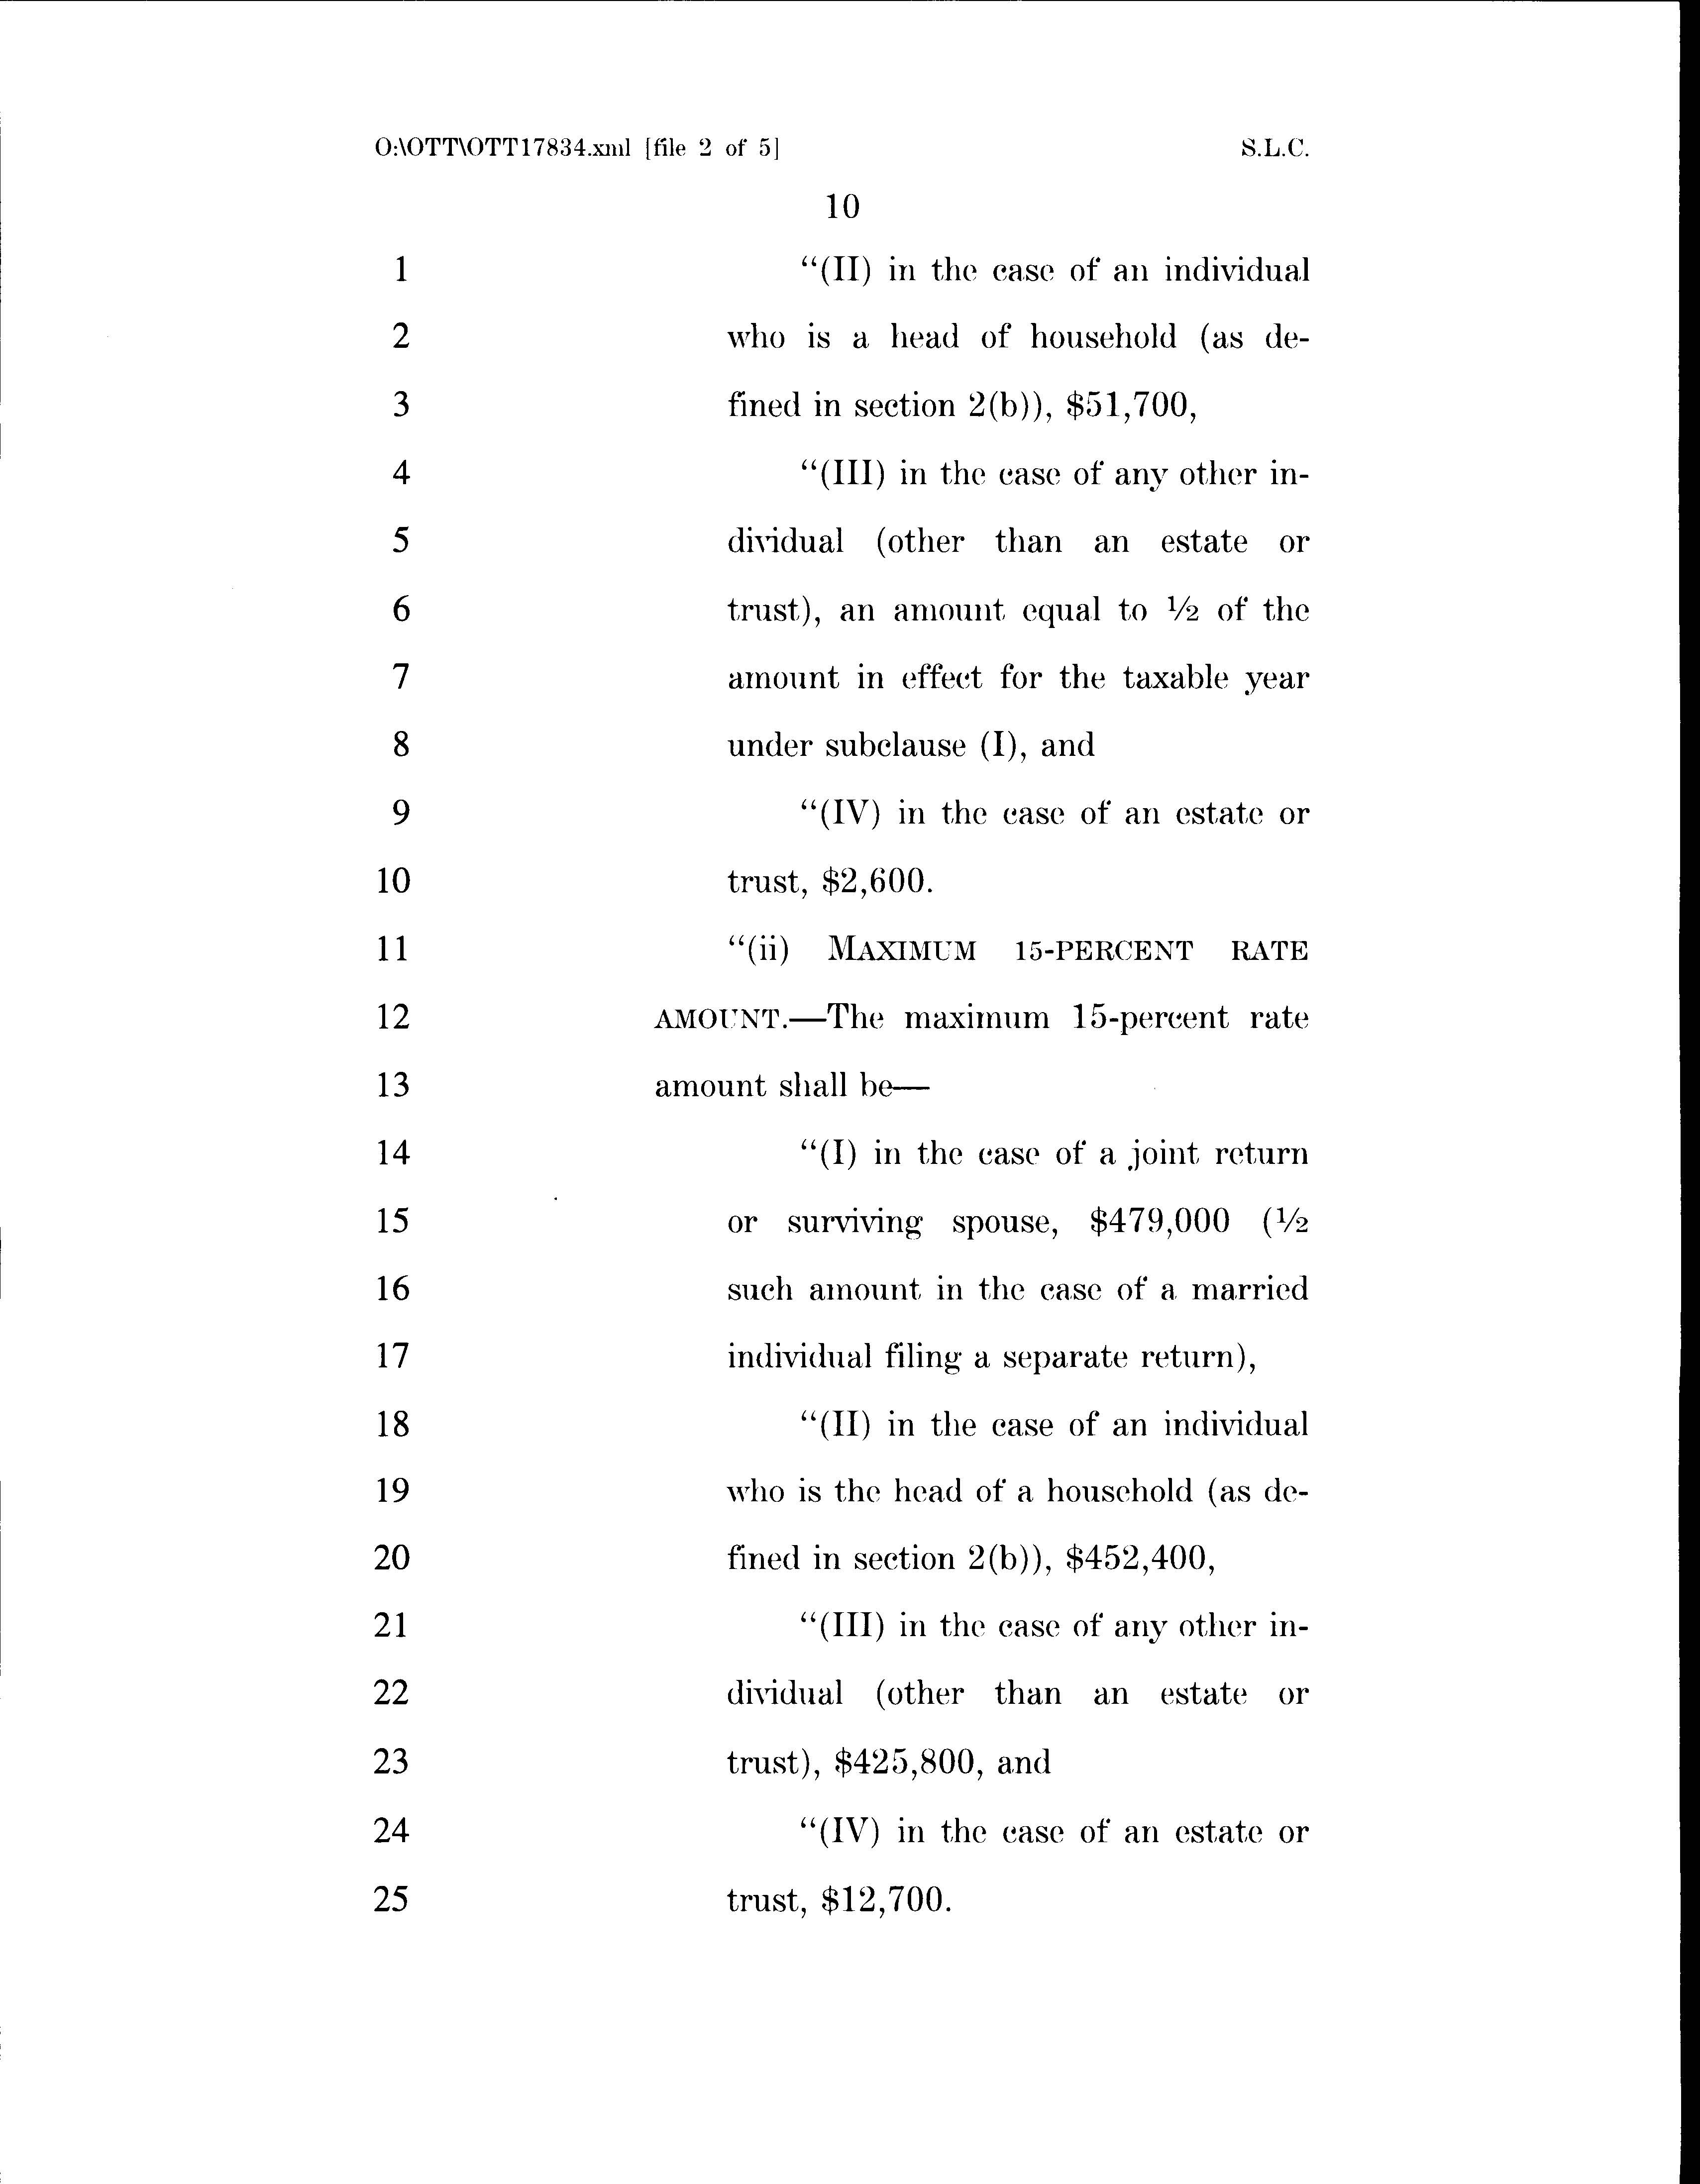 O:\OTT\OTT17834.xml [file 2 of 5] S.L.C.
10
1 “(II) in the case of an individual
2 who is a head of household (as de-
3 fined in section 2(b)), $51,700,
4 “(III) in the case of any other in-
5 dividual (other than an estate or
6 trust), an amount equal to ½ of the
7 amount in effect for the taxable year
8 under subclause (I), and
9 “(IV) in the case of an estate or
10 trust, $2,600.
11 “(ii) MAXIMUM 15-PERCENT RATE
12 AMOUNT.—The maximum 15-percent rate
13 amount shall be—
14 “(I) in the case of a joint return
15 or surviving spouse, $479,000 (½
16 such amount in the case of a married
17 individual filing a separate return),
18 “(II) in the case of an individual
19 who is the head of a household (as de-
20 fined in section 2(b)), $452,400,
21 “(III) in the case of any other in-
22 dividual (other than an estate or
23 trust), $425,800, and
24 “(IV) in the case of an estate or
25 trust, $12,700.